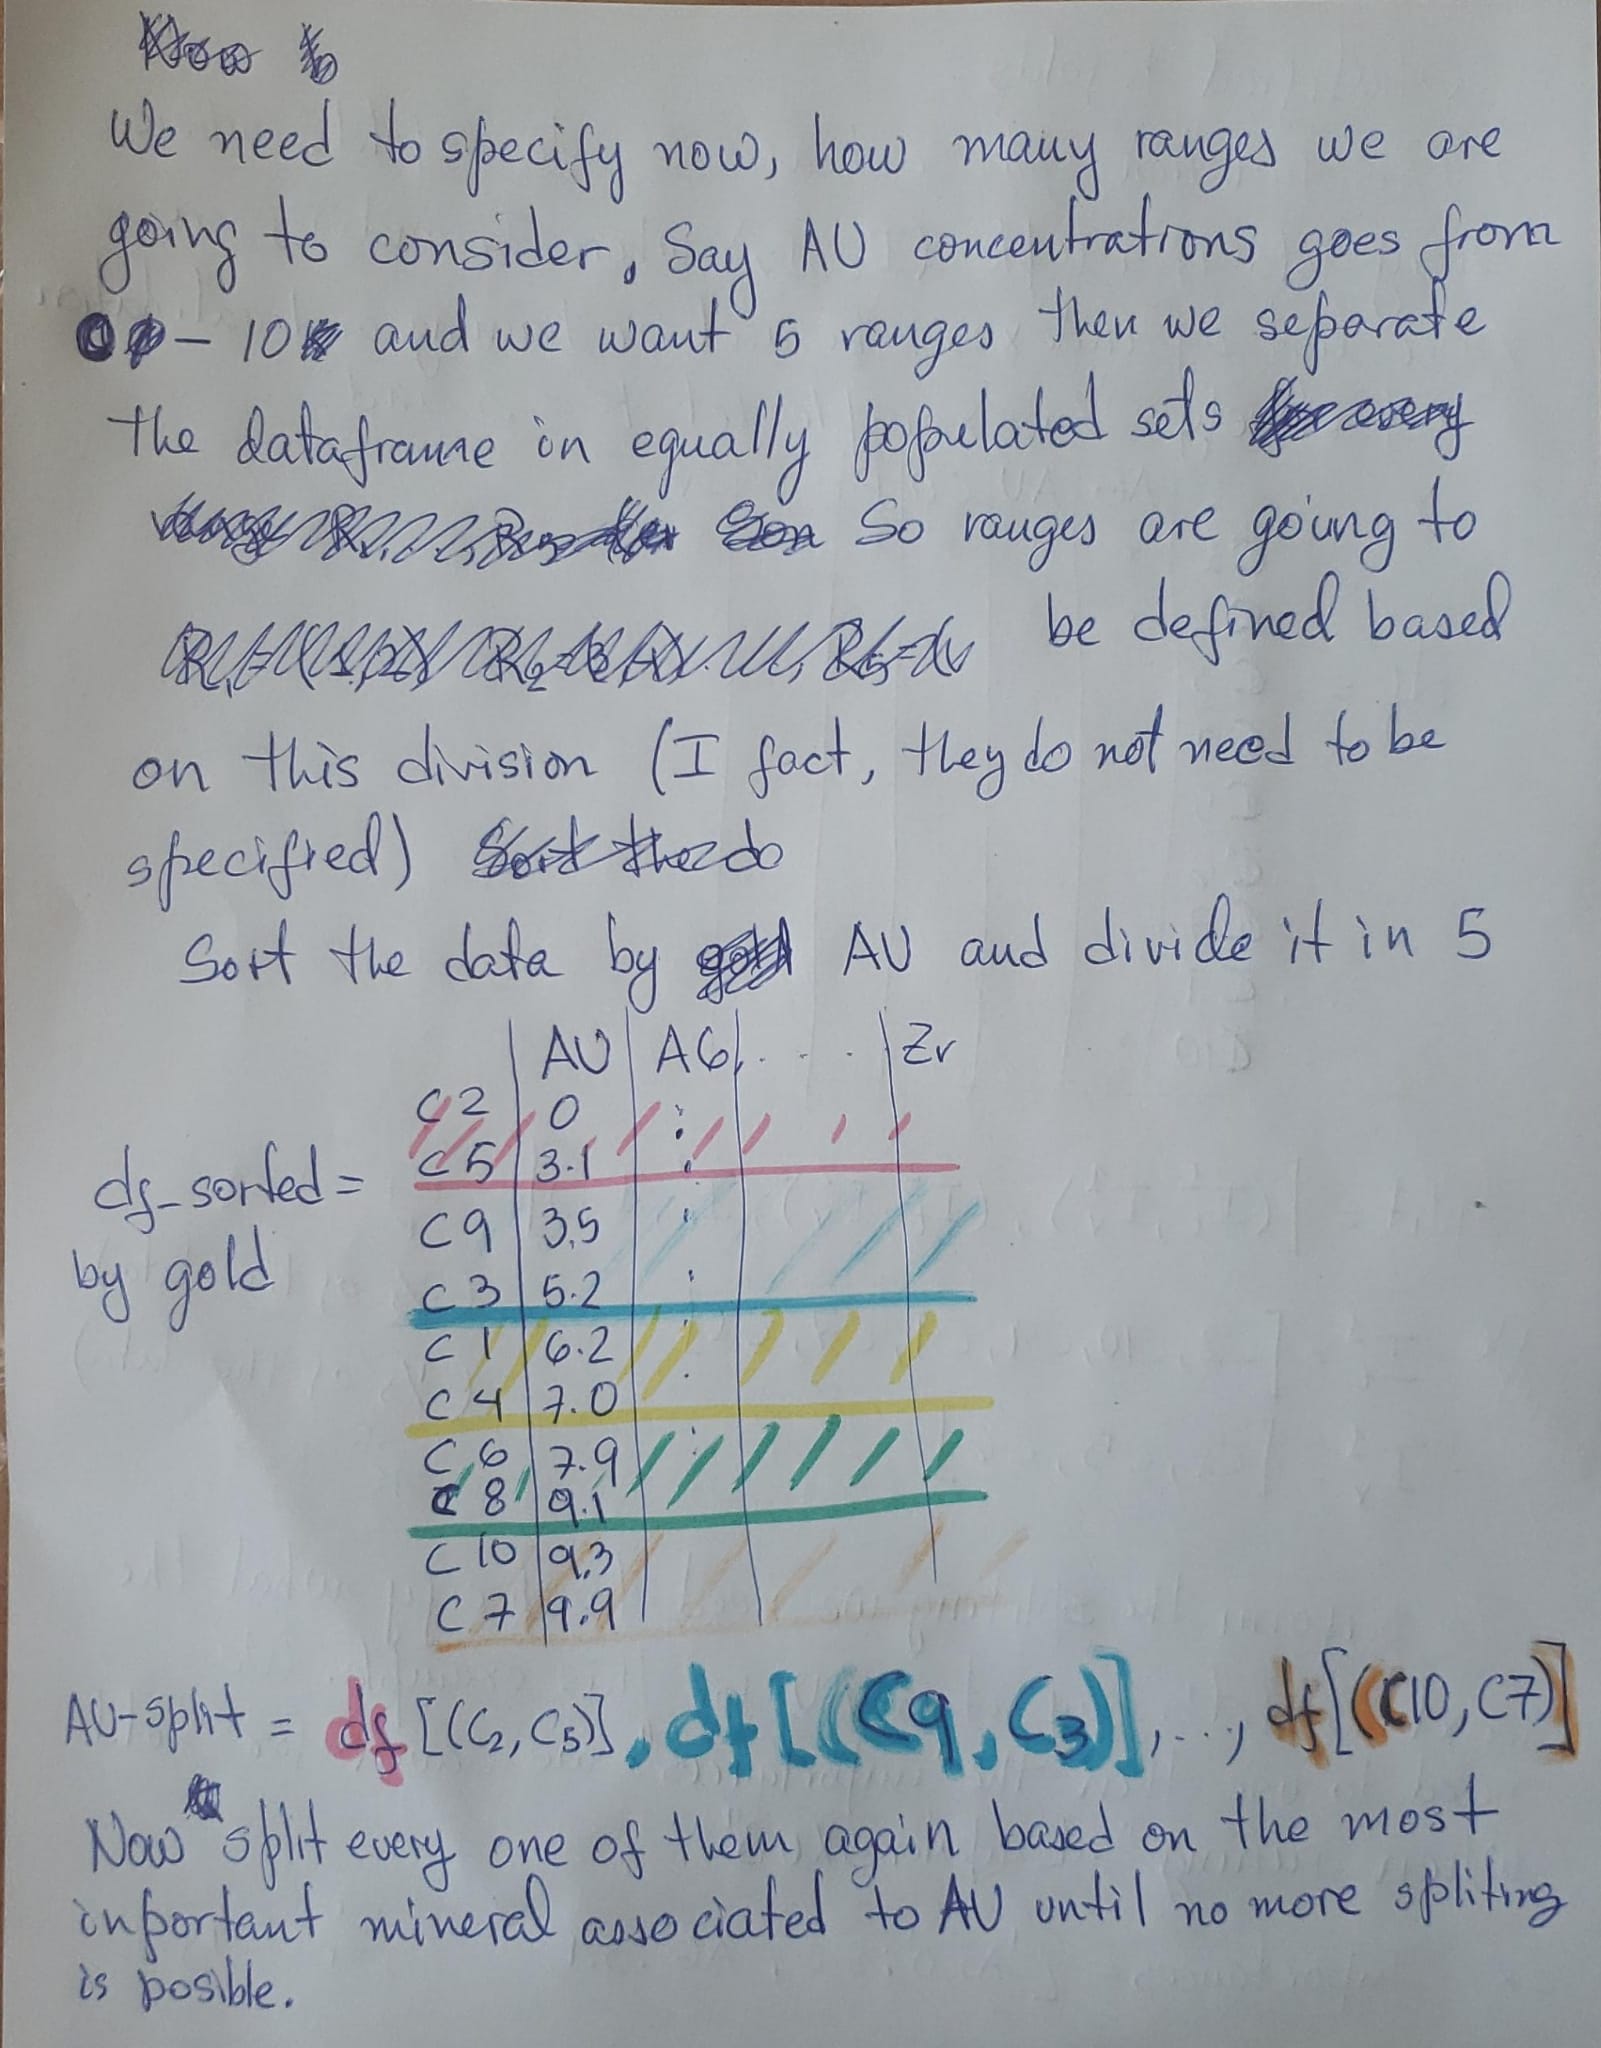 We need to specify now, how many ranges we are
going to consider, Say AU concentrations goes from
0 - 10 and we want 5 ranges then we separate
the dataframe in equally populated sets
So ranges are going to
be defined based
on this division (I fact, they do not need to be
specified)
Sort the data by AU and divide it in 5
AU AG . . . . Zr
C2 0
C5 3.1
df_sorted =
C9 3,5
by gold
C3 5.2
C1 6.2
C4 7.0
C6 7.9
C8 9.1
C10 9,3
C7 9.9
AU-split = df[(C2, C5)], df[(C9, C3)], ..., df[(C10, C7)]
Now split every one of them again based on the most
inportant mineral associated to AU until no more spliting
is posible.